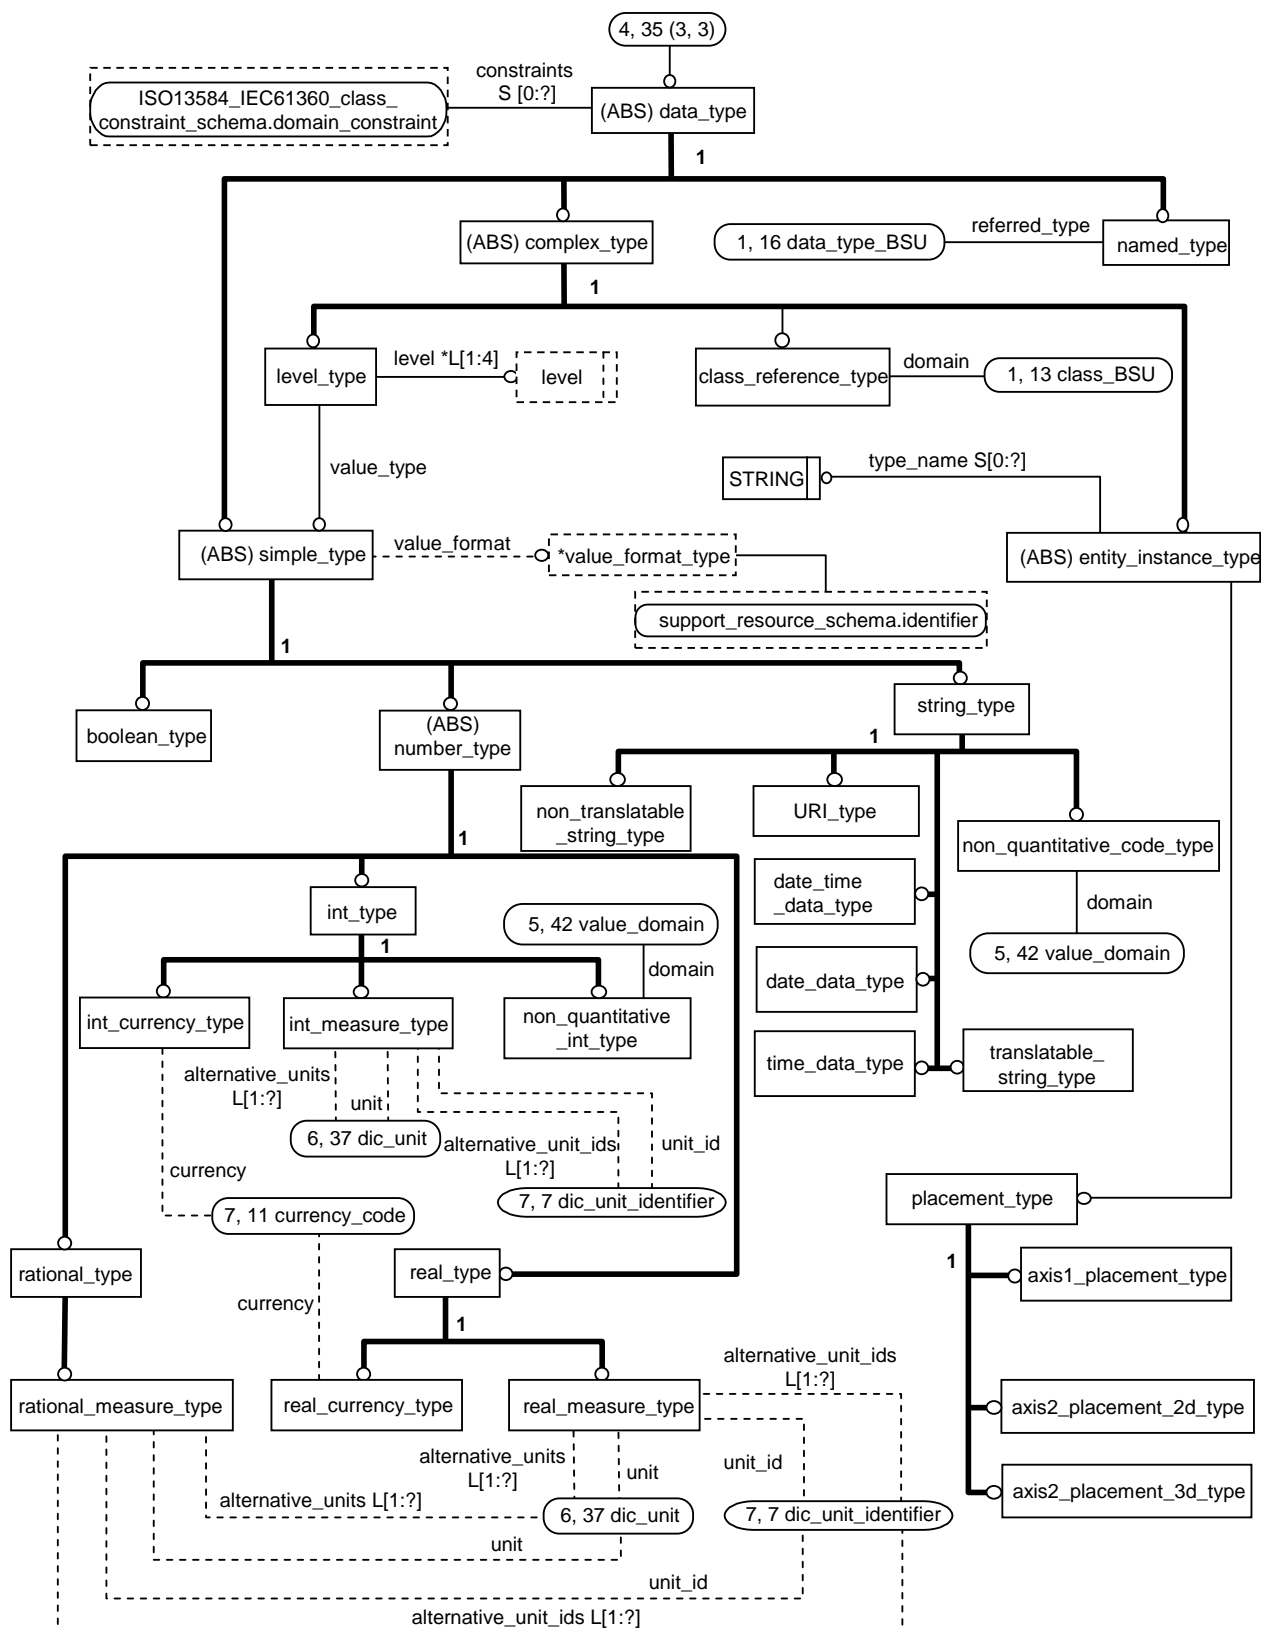 4, 35 (3, 3)
constraints
S [0:?]
ISO13584_IEC61360_class_
constraint_schema.domain_constraint
(ABS) data_type
1
(ABS) complex_type
1, 16 data_type_BSU
referred_type
named_type
1
level_type
level *L[1:4]
level
class_reference_type
domain
1, 13 class_BSU
value_type
STRING
type_name S[0:?]
(ABS) simple_type
value_format
*value_format_type
(ABS) entity_instance_type
support_resource_schema.identifier
1
boolean_type
(ABS)
number_type
string_type
1
non_translatable
_string_type
URI_type
non_quantitative_code_type
1
date_time
_data_type
domain
int_type
5, 42 value_domain
5, 42 value_domain
1
domain
date_data_type
int_currency_type
int_measure_type
non_quantitative
_int_type
time_data_type
translatable_
string_type
alternative_units
L[1:?]
unit
6, 37 dic_unit
alternative_unit_ids
L[1:?]
unit_id
currency
7, 7 dic_unit_identifier
7, 11 currency_code
placement_type
rational_type
real_type
1
axis1_placement_type
currency
1
alternative_unit_ids
L[1:?]
rational_measure_type
real_currency_type
real_measure_type
axis2_placement_2d_type
alternative_units
L[1:?]
unit
unit_id
alternative_units L[1:?]
6, 37 dic_unit
7, 7 dic_unit_identifier
axis2_placement_3d_type
unit
unit_id
alternative_unit_ids L[1:?]